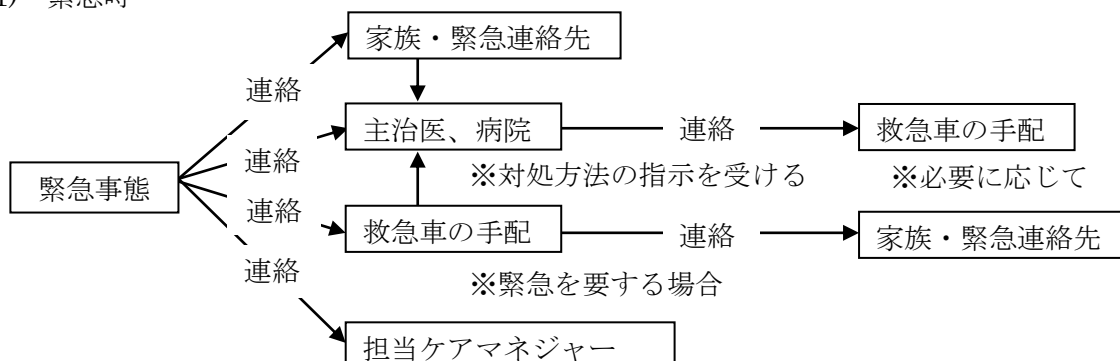 緊急時
家族・緊急連絡先
連絡
主治医、病院
連絡
救急車の手配
連絡
※対処方法の指示を受ける
※必要に応じて
緊急事態
連絡
救急車の手配
連絡
家族・緊急連絡先
連絡
※緊急を要する場合
担当ケアマネジャー